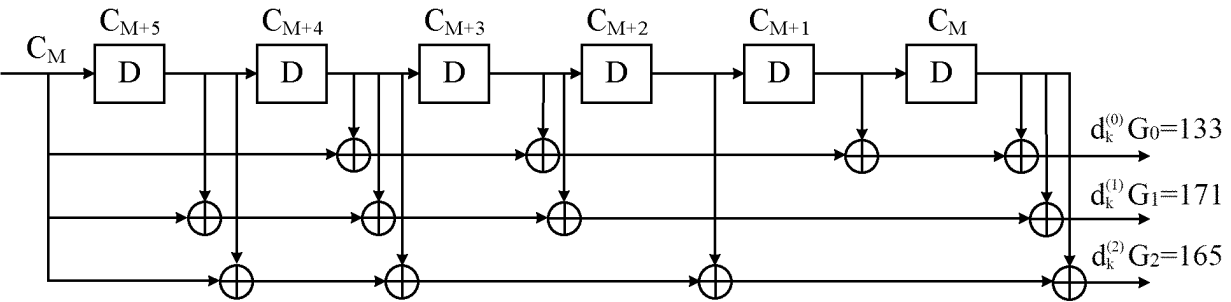 C_M C_M+5 C_M+4 C_M+3 C_M+2 C_M+1 C_M
D D D D D D
d_k^(0) G_0=133
d_k^(1) G_1=171
d_k^(2) G_2=165